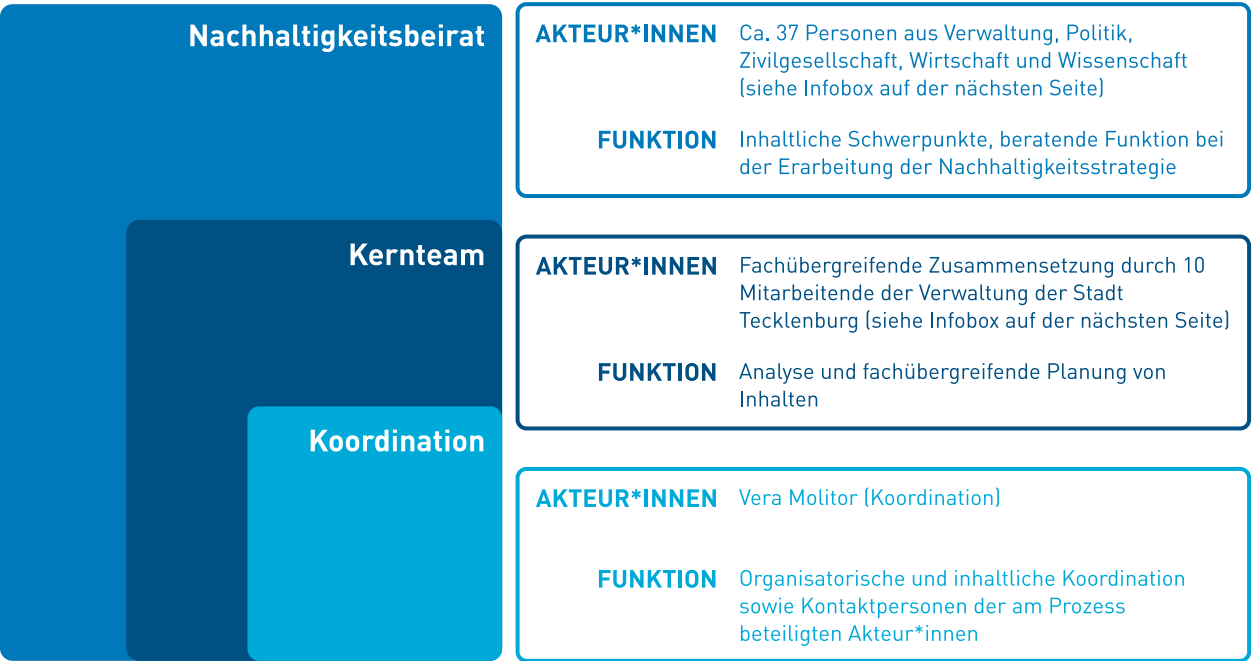 Nachhaltigkeitsbeirat
AKTEUR*INNEN Ca. 37 Personen aus Verwaltung, Politik,
Zivilgesellschaft, Wirtschaft und Wissenschaft
(siehe Infobox auf der nächsten Seite)
FUNKTION Inhaltliche Schwerpunkte, beratende Funktion bei
der Erarbeitung der Nachhaltigkeitsstrategie
Kernteam
AKTEUR*INNEN Fachübergreifende Zusammensetzung durch 10
Mitarbeitende der Verwaltung der Stadt
Tecklenburg (siehe Infobox auf der nächsten Seite)
FUNKTION Analyse und fachübergreifende Planung von
Inhalten
Koordination
AKTEUR*INNEN Vera Molitor (Koordination)
FUNKTION Organisatorische und inhaltliche Koordination
sowie Kontaktpersonen der am Prozess
beteiligten Akteur*innen